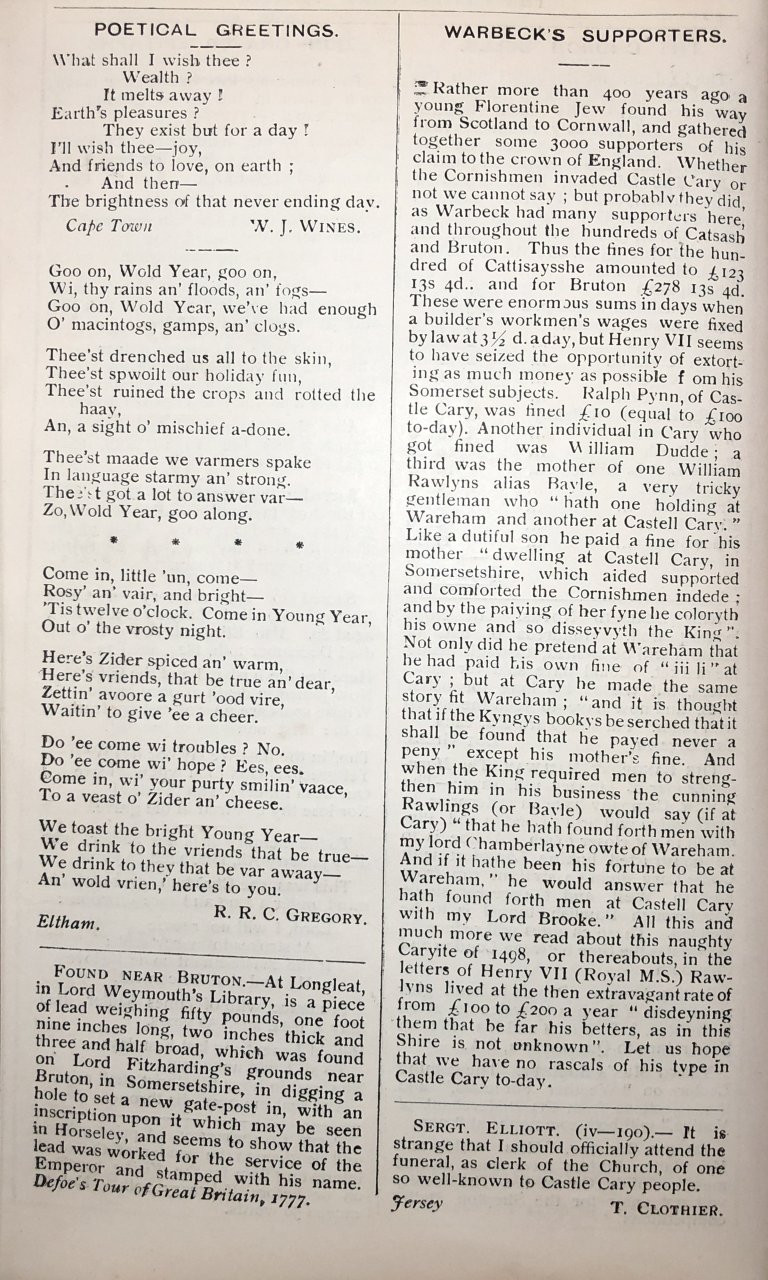 POETICAL GREETINGS.
What shall I wish thee ?
Wealth ?
It melts away !
Earth's pleasures ?
They exist but for a day !
I'll wish thee—joy,
And friends to love, on earth ;
And then—
The brightness of that never ending day.
Cape Town W. J. WINES.
Goo on, Wold Year, goo on,
Wi, thy rains an' floods, an' fogs—
Goo on, Wold Year, we've had enough
O' macintogs, gamps, an' clogs.
Thee'st drenched us all to the skin,
Thee'st spwoilt our holiday fun,
Thee'st ruined the crops and rotted the
haay,
An, a sight o' mischief a-done.
Thee'st maade we varmers spake
In language starmy an' strong.
Thee'st got a lot to answer var—
Zo, Wold Year, goo along.
* * * *
Come in, little 'un, come—
Rosy' an' vair, and bright—
'Tis twelve o'clock. Come in Young Year,
Out o' the vrosty night.
Here's Zider spiced an' warm,
Here's vriends, that be true an' dear,
Zettin' avoore a gurt 'ood vire,
Waitin' to give 'ee a cheer.
Do 'ee come wi troubles ? No.
Do 'ee come wi' hope ? Ees, ees.
Come in, wi' your purty smilin' vaace,
To a veast o' Zider an' cheese.
We toast the bright Young Year—
We drink to the vriends that be true—
We drink to they that be var awaay—
An' wold vrien,' here's to you.
R. R. C. GREGORY.
Eltham.
FOUND NEAR BRUTON.—At Longleat,
in Lord Weymouth's Library, is a piece
of lead weighing fifty pounds, one foot
nine inches long, two inches thick and
three and half broad, which was found
on Lord Fitzharding's grounds near
Bruton, in Somersetshire, in digging a
hole to set a new gate-post in, with an
inscription upon it which may be seen
in Horseley, and seems to show that the
lead was worked for the service of the
Emperor and stamped with his name.
Defoe's Tour of Great Britain, 1777.
WARBECK'S SUPPORTERS.
Rather more than 400 years ago a
young Florentine Jew found his way
from Scotland to Cornwall, and gathered
together some 3000 supporters of his
claim to the crown of England. Whether
the Cornishmen invaded Castle Cary or
not we cannot say ; but probably they did,
as Warbeck had many supporters here,
and throughout the hundreds of Catsash
and Bruton. Thus the fines for the hun-
dred of Cattisaysshe amounted to £123
13s 4d.. and for Bruton £278 13s 4d.
These were enormous sums in days when
a builder's workmen's wages were fixed
by law at 3½ d. a day, but Henry VII seems
to have seized the opportunity of extort-
ing as much money as possible f om his
Somerset subjects. Ralph Pynn, of Cas-
tle Cary, was fined £10 (equal to £100
to-day). Another individual in Cary who
got fined was William Dudde ; a
third was the mother of one William
Rawlyns alias Bayle, a very tricky
gentleman who " hath one holding at
Wareham and another at Castell Cary."
Like a dutiful son he paid a fine for his
mother " dwelling at Castell Cary, in
Somersetshire, which aided supported
and comforted the Cornishmen indede ;
and by the paiying of her fyne he coloryth
his owne and so disseyvyth the King".
Not only did he pretend at Wareham that
he had paid his own fine of " iii li" at
Cary ; but at Cary he made the same
story fit Wareham ; "and it is thought
that if the Kyngys bookys be serched that it
shall be found that he payed never a
peny " except his mother's fine. And
when the King required men to streng-
then him in his business the cunning
Rawlings (or Bayle) would say (if at
Cary) " that he hath found forth men with
my lord Chamberlayne owte of Wareham.
And if it hathe been his fortune to be at
Wareham," he would answer that he
hath found forth men at Castell Cary
with my Lord Brooke." All this and
much more we read about this naughty
Caryite of 1498, or thereabouts, in the
letters of Henry VII (Royal M.S.) Raw-
lyns lived at the then extravagant rate of
from £100 to £200 a year " disdeyning
them that be far his betters, as in this
Shire is not unknown". Let us hope
that we have no rascals of his type in
Castle Cary to-day.
SERGT. ELLIOTT. (iv—190).— It is
strange that I should officially attend the
funeral, as clerk of the Church, of one
so well-known to Castle Cary people.
Jersey T. CLOTHIER.